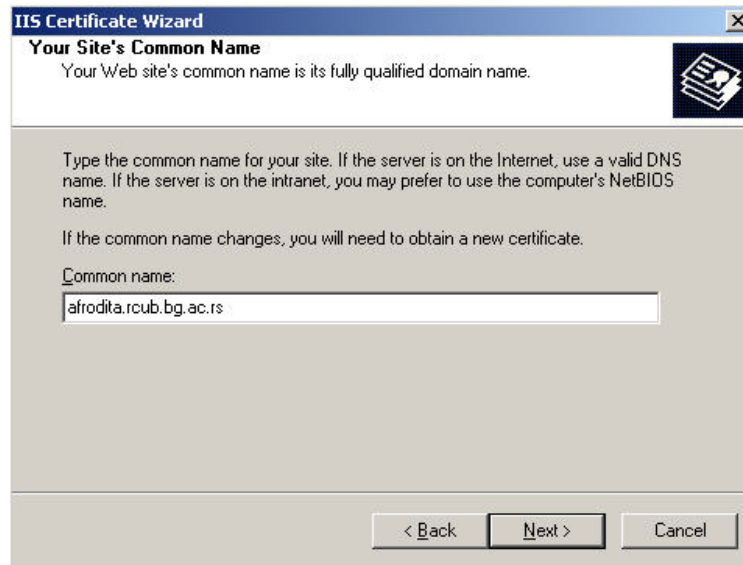 IIS Certificate Wizard
Your Site's Common Name
Your Web site's common name is its fully qualified domain name.
Type the common name for your site. If the server is on the Internet, use a valid DNS
name. If the server is on the intranet, you may prefer to use the computer's NetBIOS
name.
If the common name changes, you will need to obtain a new certificate.
Common name:
afrodita.rcub.bg.ac.rs
< Back Next > Cancel